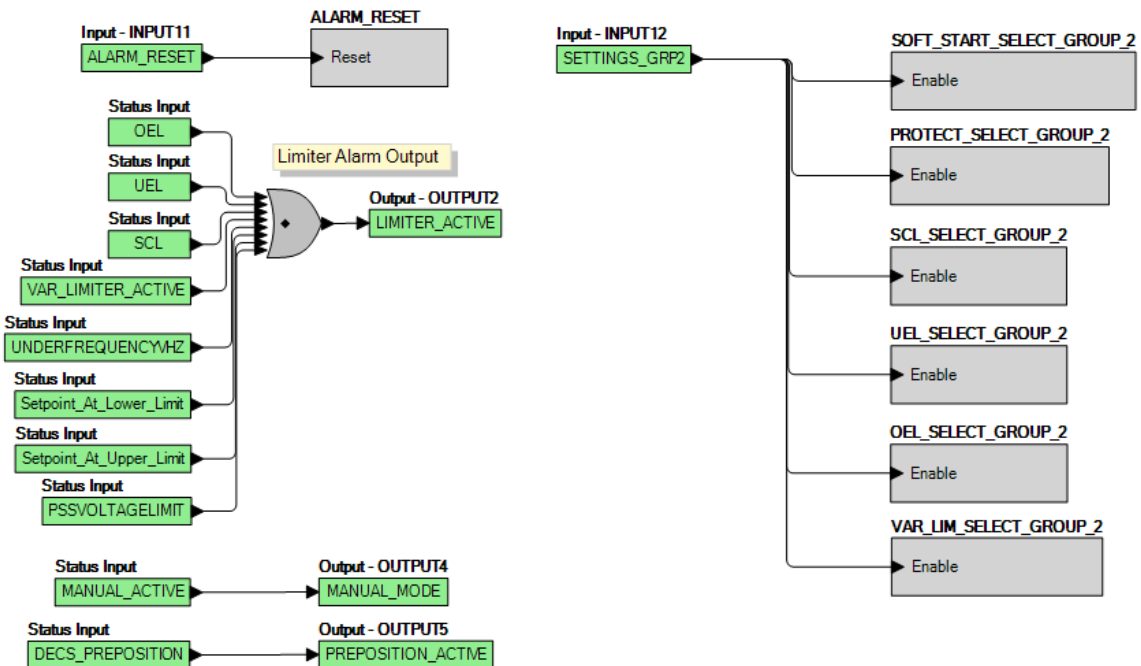 Input - INPUT11
ALARM_RESET
ALARM_RESET
Reset
Status Input
OEL
Status Input
UEL
Status Input
SCL
Status Input
VAR_LIMITER_ACTIVE
Status Input
UNDERFREQUENCYVHZ
Status Input
Setpoint_At_Lower_Limit
Status Input
Setpoint_At_Upper_Limit
Status Input
PSSVOLTAGELIMIT
Limiter Alarm Output
Output - OUTPUT2
LIMITER_ACTIVE
Status Input
MANUAL_ACTIVE
Output - OUTPUT4
MANUAL_MODE
Status Input
DECS_PREPOSITION
Output - OUTPUT5
PREPOSITION_ACTIVE
Input - INPUT12
SETTINGS_GRP2
SOFT_START_SELECT_GROUP_2
Enable
PROTECT_SELECT_GROUP_2
Enable
SCL_SELECT_GROUP_2
Enable
UEL_SELECT_GROUP_2
Enable
OEL_SELECT_GROUP_2
Enable
VAR_LIM_SELECT_GROUP_2
Enable